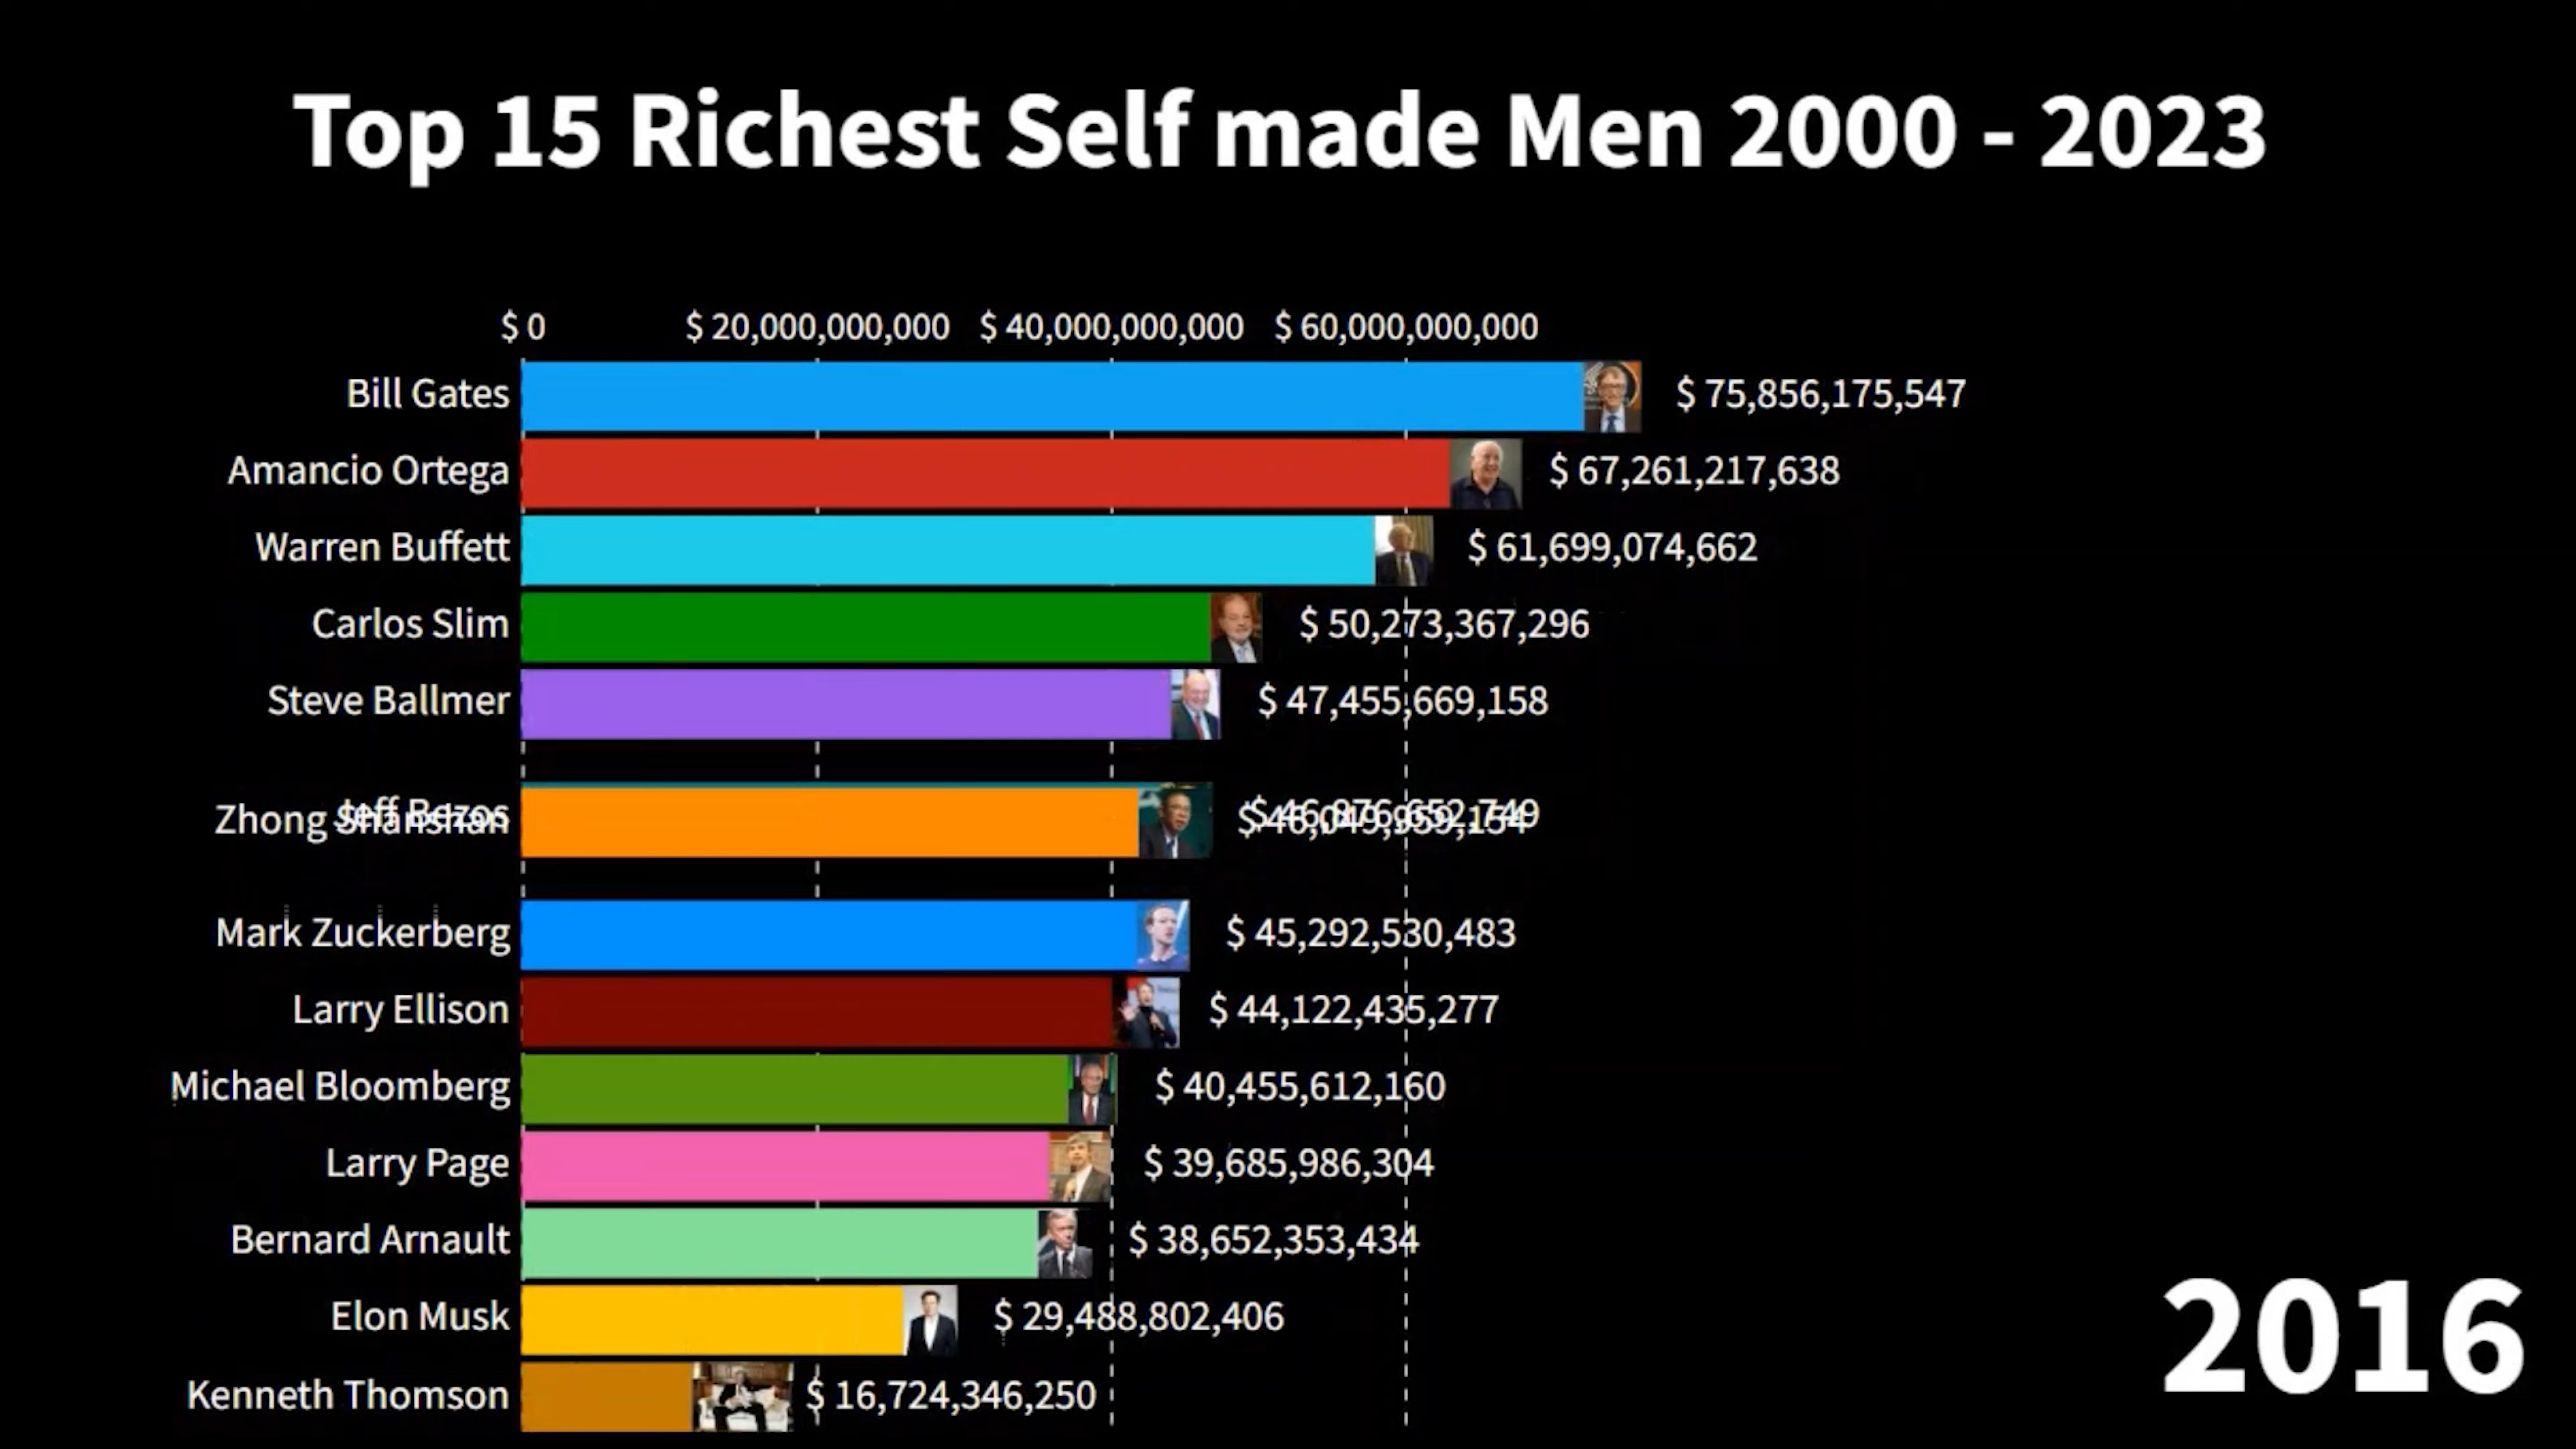 Top 15 Richest Self made Men 2000 - 2023
$ 0 $ 20,000,000,000 $ 40,000,000,000 $ 60,000,000,000
Bill Gates $ 75,856,175,547
Amancio Ortega $ 67,261,217,638
Warren Buffett $ 61,699,074,662
Carlos Slim $ 50,273,367,296
Steve Ballmer $ 47,455,669,158
Jeff Bezos
Zhong Shanshan
Mark Zuckerberg $ 45,292,530,483
Larry Ellison $ 44,122,435,277
Michael Bloomberg $ 40,455,612,160
Larry Page $ 39,685,986,304
Bernard Arnault $ 38,652,353,434
Elon Musk $ 29,488,802,406
Kenneth Thomson $ 16,724,346,250
2016